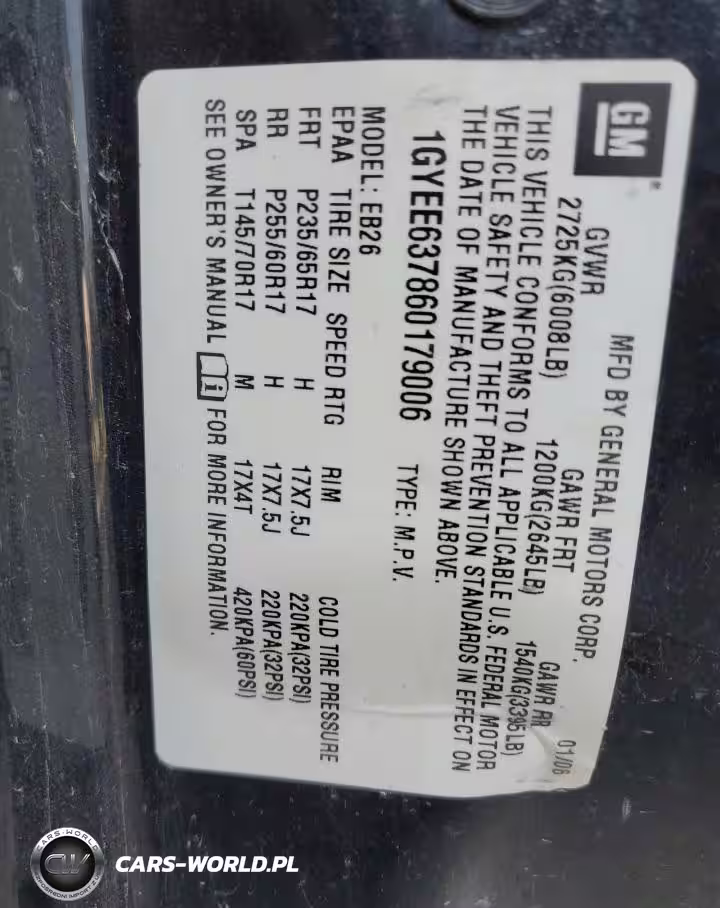 GM
MFD BY GENERAL MOTORS CORP. 01/06
GVWR GAWR FRT GAWR RR
2725KG(6008LB) 1200KG(2645LB) 1540KG(3395LB)
THIS VEHICLE CONFORMS TO ALL APPLICABLE U.S. FEDERAL MOTOR
VEHICLE SAFETY AND THEFT PREVENTION STANDARDS IN EFFECT ON
THE DATE OF MANUFACTURE SHOWN ABOVE.
1GYEE637860179006 TYPE: M.P.V.
MODEL: EB26
EPAA TIRE SIZE SPEED RTG RIM COLD TIRE PRESSURE
FRT P235/65R17 H 17X7.5J 220KPA(32PSI)
RR P255/60R17 H 17X7.5J 220KPA(32PSI)
SPA T145/70R17 M 17X4T 420KPA(60PSI)
SEE OWNER'S MANUAL FOR MORE INFORMATION.
CARS-WORLD
CW
CARS-WORLD.PL